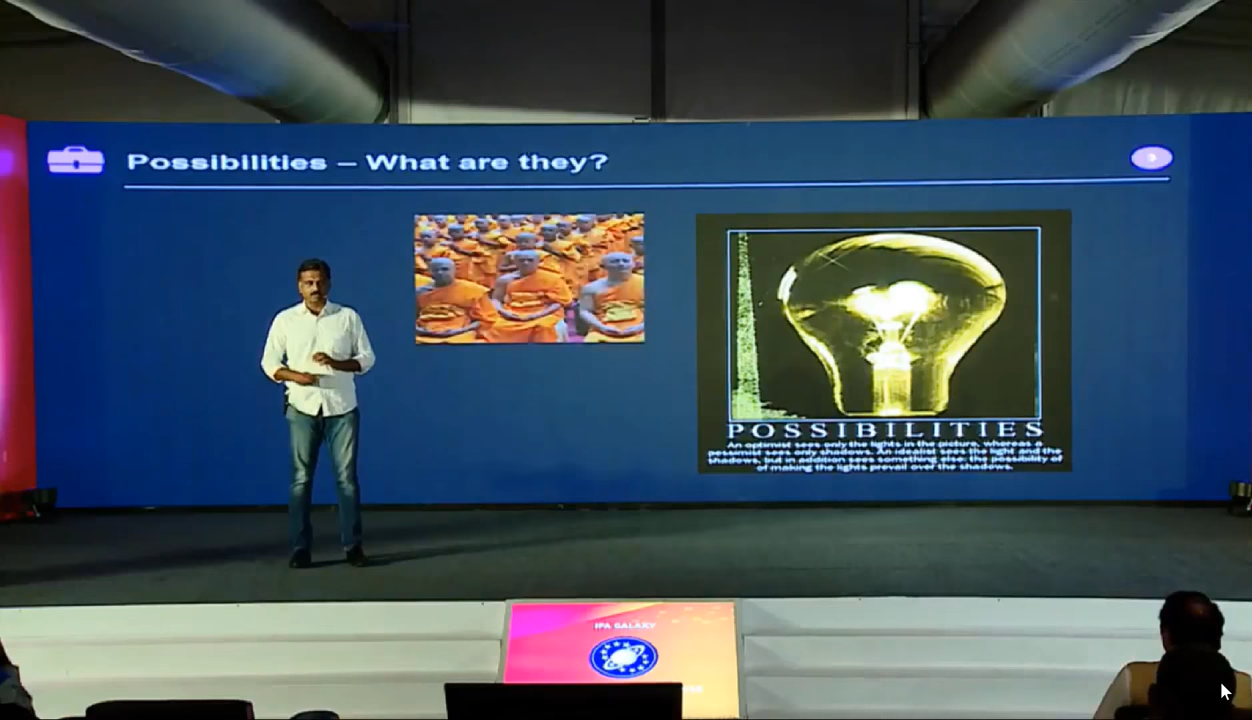 Possibilities – What are they?
POSSIBILITIES
An optimist sees only the lights in the picture, whereas a
pessimist sees only shadows. An idealist sees the light and the
shadows, but in addition sees something else: the possibility of
of making the lights prevail over the shadows.
IPA GALAXY